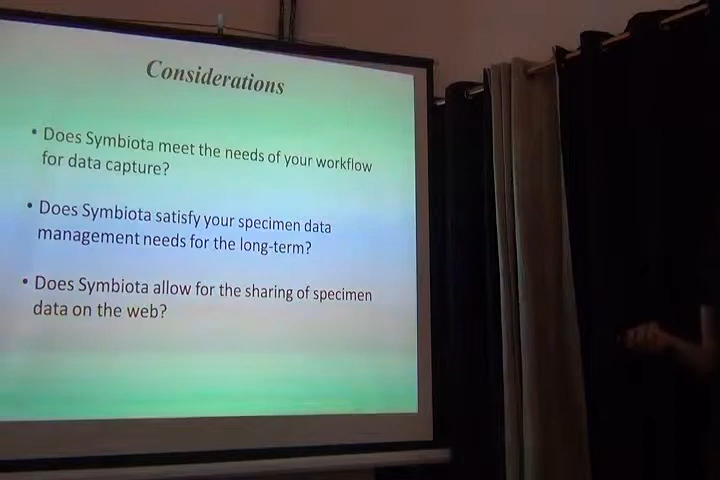 Considerations
• Does Symbiota meet the needs of your workflow
for data capture?
• Does Symbiota satisfy your specimen data
management needs for the long-term?
• Does Symbiota allow for the sharing of specimen
data on the web?